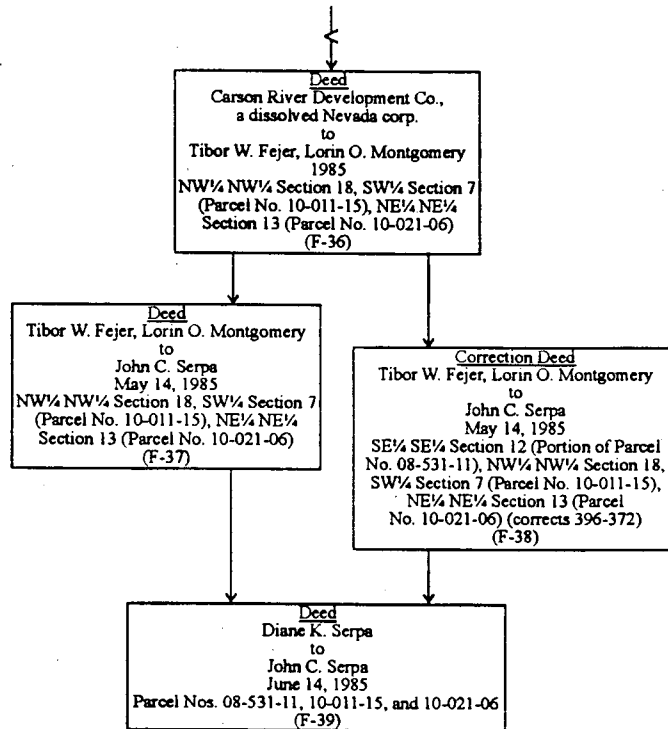 Deed
Carson River Development Co.,
a dissolved Nevada corp.
to
Tibor W. Fejer, Lorin O. Montgomery
1985
NW¼ NW¼ Section 18, SW¼ Section 7
(Parcel No. 10-011-15), NE¼ NE¼
Section 13 (Parcel No. 10-021-06)
(F-36)
Deed
Tibor W. Fejer, Lorin O. Montgomery
to
John C. Serpa
May 14, 1985
NW¼ NW¼ Section 18, SW¼ Section 7
(Parcel No. 10-011-15), NE¼ NE¼
Section 13 (Parcel No. 10-021-06)
(F-37)
Correction Deed
Tibor W. Fejer, Lorin O. Montgomery
to
John C. Serpa
May 14, 1985
SE¼ SE¼ Section 12 (Portion of Parcel
No. 08-531-11), NW¼ NW¼ Section 18,
SW¼ Section 7 (Parcel No. 10-011-15),
NE¼ NE¼ Section 13 (Parcel
No. 10-021-06) (corrects 396-372)
(F-38)
Deed
Diane K. Serpa
to
John C. Serpa
June 14, 1985
Parcel Nos. 08-531-11, 10-011-15, and 10-021-06
(F-39)